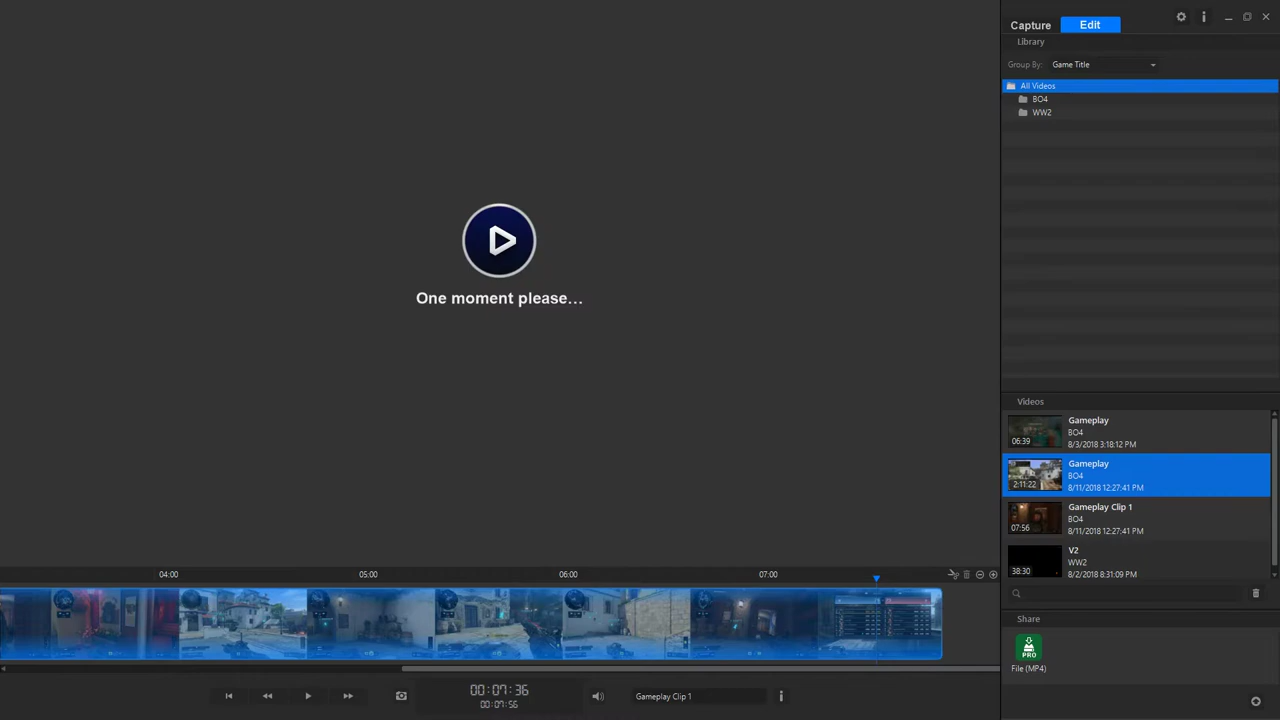 Capture
Edit
Library
Group By:
Game Title
All Videos
BO4
WW2
One moment please...
Videos
Gameplay
BO4
06:39
8/3/2018 3:18:12 PM
Gameplay
BO4
2:11:22
8/11/2018 12:27:41 PM
Gameplay Clip 1
BO4
07:56
8/11/2018 12:27:41 PM
V2
WW2
38:30
8/2/2018 8:31:09 PM
04:00
05:00
06:00
07:00
Share
PRO
File (MP4)
00:07:36
00:07:56
Gameplay Clip 1